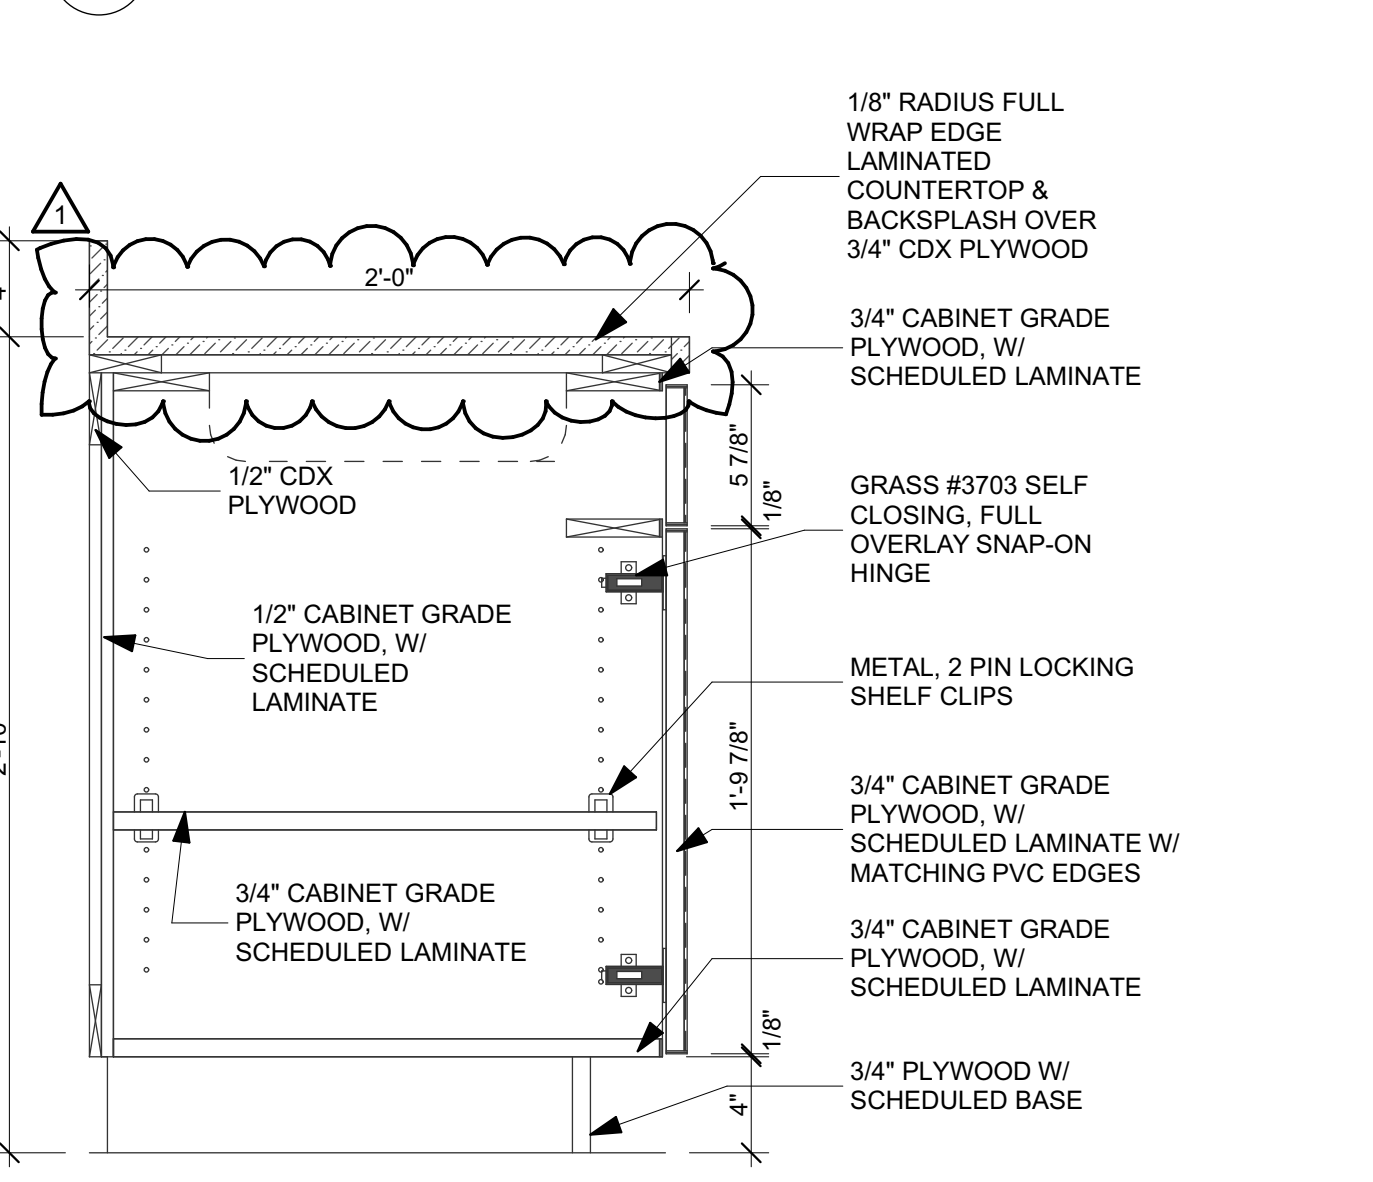 1/8" RADIUS FULL
WRAP EDGE
LAMINATED
COUNTERTOP &
BACKSPLASH OVER
3/4" CDX PLYWOOD
1
2'-0"
3/4" CABINET GRADE
PLYWOOD, W/
SCHEDULED LAMINATE
5 7/8"
1/8"
1/2" CDX
PLYWOOD
GRASS #3703 SELF
CLOSING, FULL
OVERLAY SNAP-ON
HINGE
1/2" CABINET GRADE
PLYWOOD, W/
SCHEDULED
LAMINATE
METAL, 2 PIN LOCKING
SHELF CLIPS
1'-9 7/8"
3/4" CABINET GRADE
PLYWOOD, W/
SCHEDULED LAMINATE W/
MATCHING PVC EDGES
3/4" CABINET GRADE
PLYWOOD, W/
SCHEDULED LAMINATE
3/4" CABINET GRADE
PLYWOOD, W/
SCHEDULED LAMINATE
1/8"
3/4" PLYWOOD W/
SCHEDULED BASE
4"